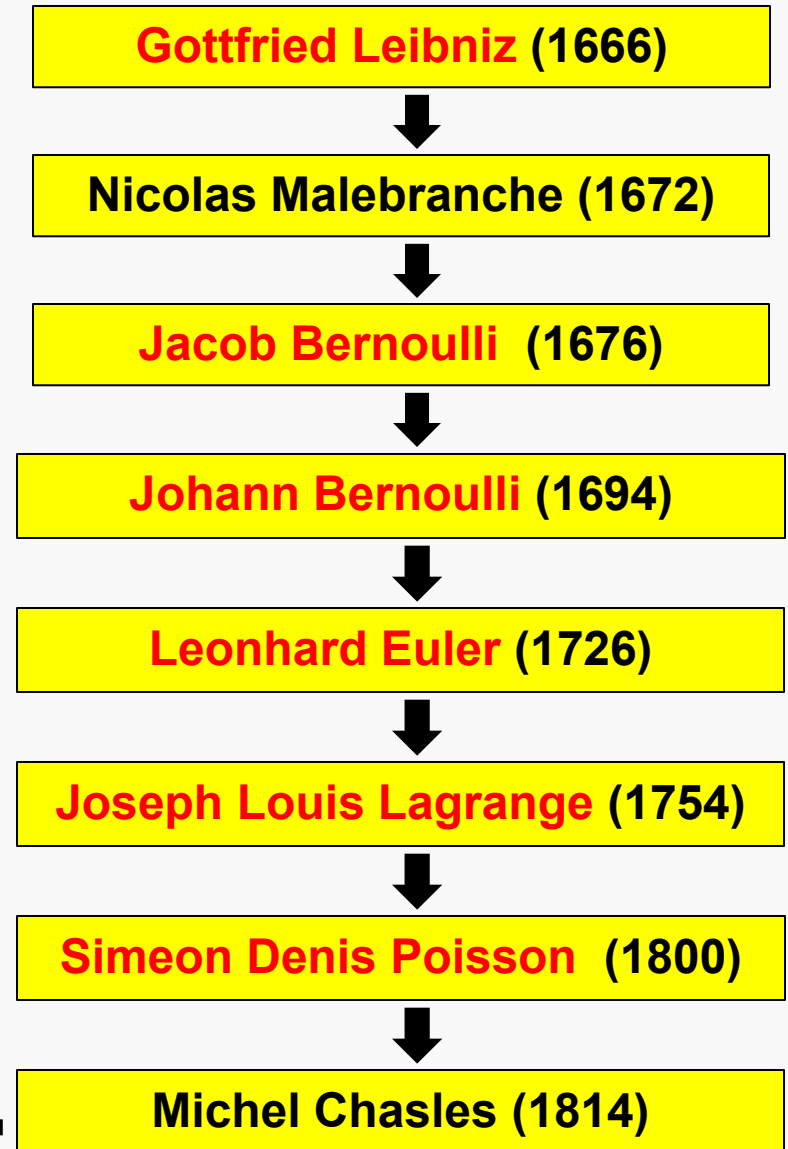 Gottfried Leibniz (1666)
Nicolas Malebranche (1672)
Jacob Bernoulli (1676)
Johann Bernoulli (1694)
Leonhard Euler (1726)
Joseph Louis Lagrange (1754)
Simeon Denis Poisson (1800)
Michel Chasles (1814)